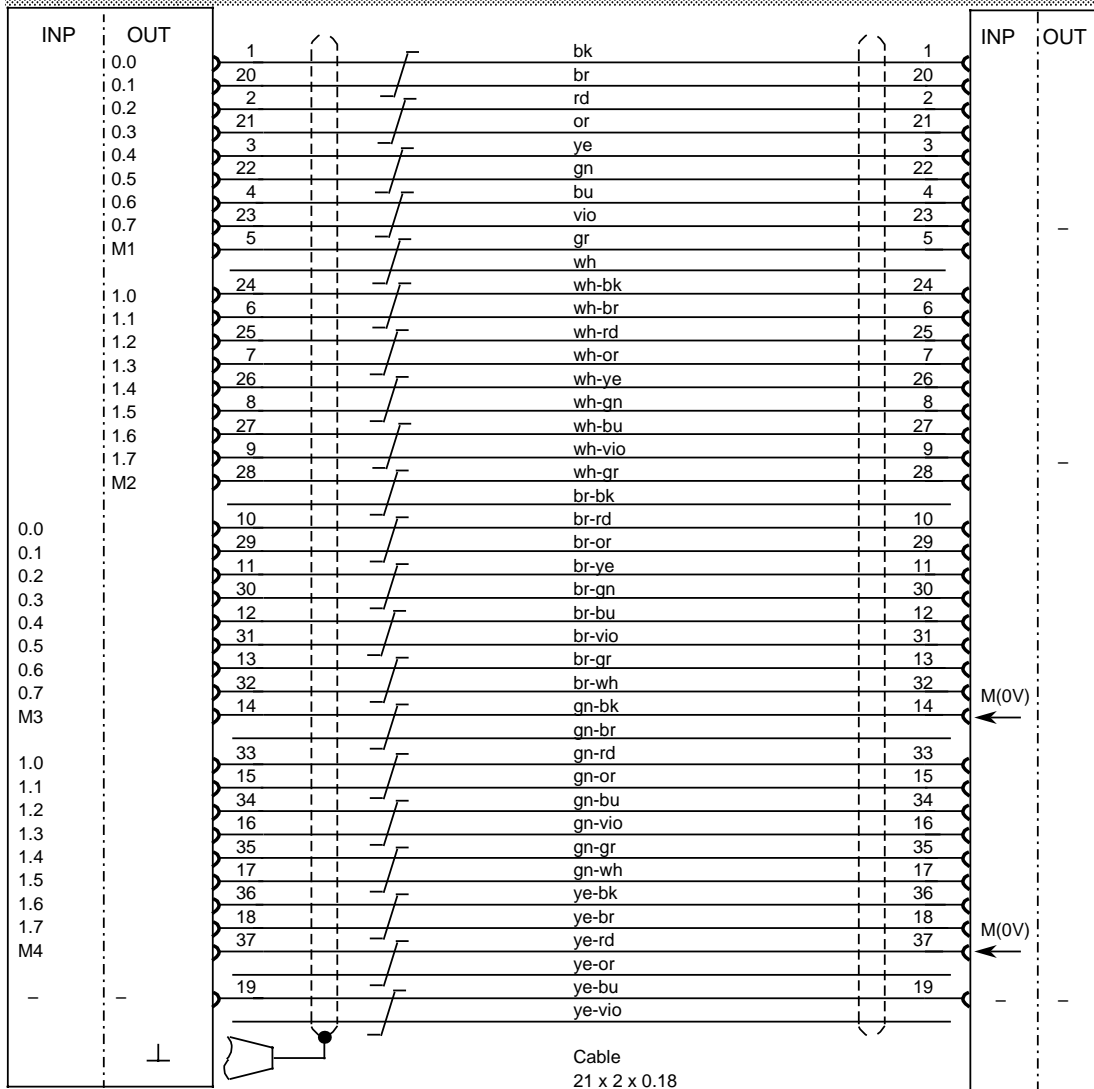 INP OUT INP OUT
0.0 1 bk 1
0.1 20 br 20
0.2 2 rd 2
0.3 21 or 21
0.4 3 ye 3
0.5 22 gn 22
0.6 4 bu 4
0.7 23 vio 23 –
M1 5 gr 5
wh
1.0 24 wh-bk 24
1.1 6 wh-br 6
1.2 25 wh-rd 25
1.3 7 wh-or 7
1.4 26 wh-ye 26
1.5 8 wh-gn 8
1.6 27 wh-bu 27
1.7 9 wh-vio 9 –
M2 28 wh-gr 28
br-bk
0.0 10 br-rd 10
0.1 29 br-or 29
0.2 11 br-ye 11
0.3 30 br-gn 30
0.4 12 br-bu 12
0.5 31 br-vio 31
0.6 13 br-gr 13
0.7 32 br-wh 32
M3 14 gn-bk 14 M(0V)
gn-br
1.0 33 gn-rd 33
1.1 15 gn-or 15
1.2 34 gn-bu 34
1.3 16 gn-vio 16
1.4 35 gn-gr 35
1.5 17 gn-wh 17
1.6 36 ye-bk 36
1.7 18 ye-br 18
M4 37 ye-rd 37 M(0V)
ye-or
– – 19 ye-bu 19 – –
ye-vio
Cable
21 x 2 x 0.18